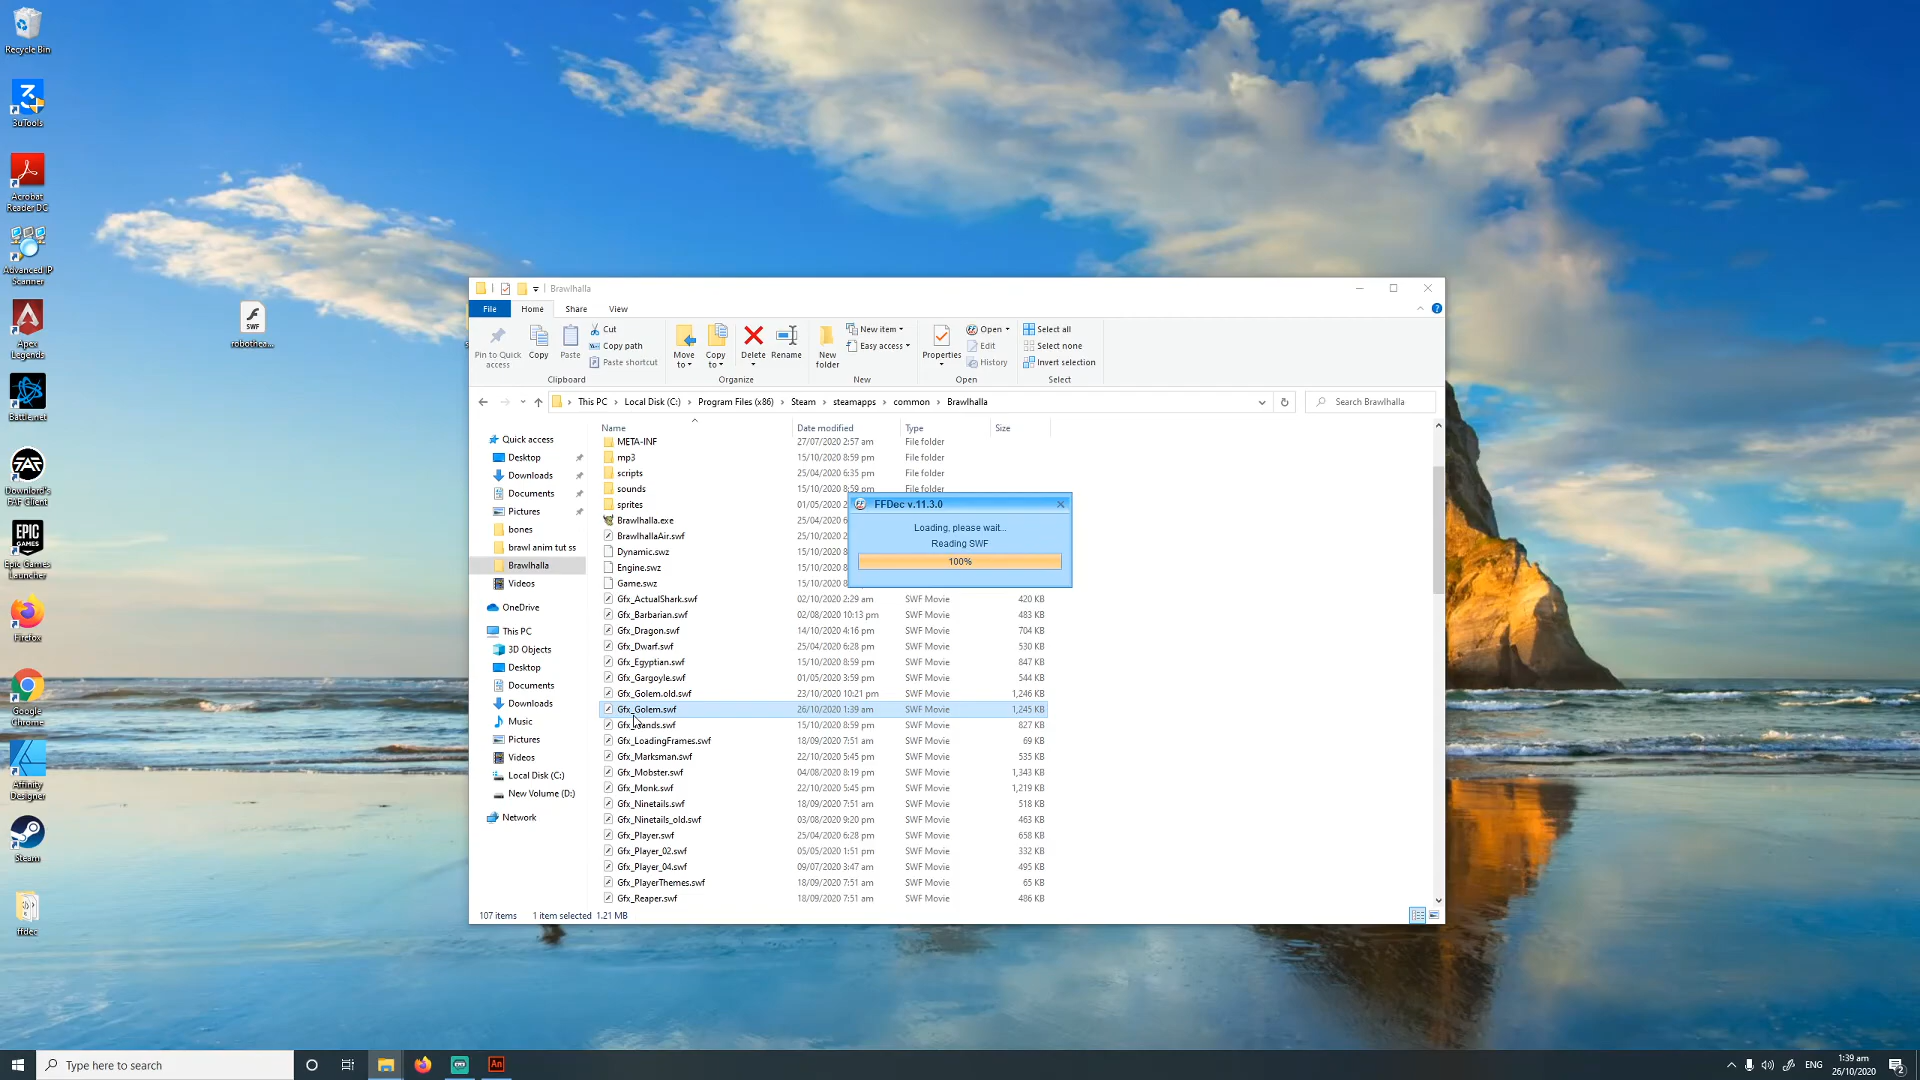 Recycle Bin
3uTools
Acrobat
Reader DC
Advanced IP
Scanner
Apex
Legends
Battle.net
Downlord's
FAF Client
Epic Games
Launcher
Firefox
Google
Chrome
Affinity
Designer
Steam
ffdec
SWF
robothea...
Brawlhalla
File
Home
Share
View
Pin to Quick
access
Copy
Paste
Cut
Copy path
Paste shortcut
Clipboard
Move
to
Copy
to
Delete
Rename
Organize
New
folder
New item
Easy access
New
Properties
Open
Edit
History
Open
Select all
Select none
Invert selection
Select
This PC > Local Disk (C:) > Program Files (x86) > Steam > steamapps > common > Brawlhalla
Search Brawlhalla
Quick access
Desktop
Downloads
Documents
Pictures
bones
brawl anim tut ss
Brawlhalla
Videos
OneDrive
This PC
3D Objects
Desktop
Documents
Downloads
Music
Pictures
Videos
Local Disk (C:)
New Volume (D:)
Network
Name Date modified Type Size
META-INF 27/07/2020 2:57 am File folder
mp3 15/10/2020 8:59 pm File folder
scripts 25/04/2020 6:35 pm File folder
sounds 15/10/2020 8:59 pm File folder
sprites 01/05/2020 2
Brawlhalla.exe 25/04/2020 6
BrawlhallaAir.swf 25/10/2020 2
Dynamic.swz 15/10/2020 8
Engine.swz 15/10/2020 8
Game.swz 15/10/2020 8
Gfx_ActualShark.swf 02/10/2020 2:29 am SWF Movie 420 KB
Gfx_Barbarian.swf 02/08/2020 10:13 pm SWF Movie 483 KB
Gfx_Dragon.swf 14/10/2020 4:16 pm SWF Movie 704 KB
Gfx_Dwarf.swf 25/04/2020 6:28 pm SWF Movie 530 KB
Gfx_Egyptian.swf 15/10/2020 8:59 pm SWF Movie 847 KB
Gfx_Gargoyle.swf 01/05/2020 3:59 pm SWF Movie 544 KB
Gfx_Golem.old.swf 23/10/2020 10:21 pm SWF Movie 1,246 KB
Gfx_Golem.swf 26/10/2020 1:39 am SWF Movie 1,245 KB
Gfx_ ands.swf 15/10/2020 8:59 pm SWF Movie 827 KB
Gfx_LoadingFrames.swf 18/09/2020 7:51 am SWF Movie 69 KB
Gfx_Marksman.swf 22/10/2020 5:45 pm SWF Movie 535 KB
Gfx_Mobster.swf 04/08/2020 8:19 pm SWF Movie 1,343 KB
Gfx_Monk.swf 22/10/2020 5:45 pm SWF Movie 1,219 KB
Gfx_Ninetails.swf 18/09/2020 7:51 am SWF Movie 518 KB
Gfx_Ninetails_old.swf 03/08/2020 9:20 pm SWF Movie 463 KB
Gfx_Player.swf 25/04/2020 6:28 pm SWF Movie 658 KB
Gfx_Player_02.swf 05/05/2020 1:51 pm SWF Movie 332 KB
Gfx_Player_04.swf 09/07/2020 3:47 am SWF Movie 495 KB
Gfx_PlayerThemes.swf 18/09/2020 7:51 am SWF Movie 65 KB
Gfx_Reaper.swf 18/09/2020 7:51 am SWF Movie 486 KB
FFDec v.11.3.0
Loading, please wait...
Reading SWF
100%
107 items 1 item selected 1.21 MB
Type here to search
An
ENG
1:39 am
26/10/2020
2